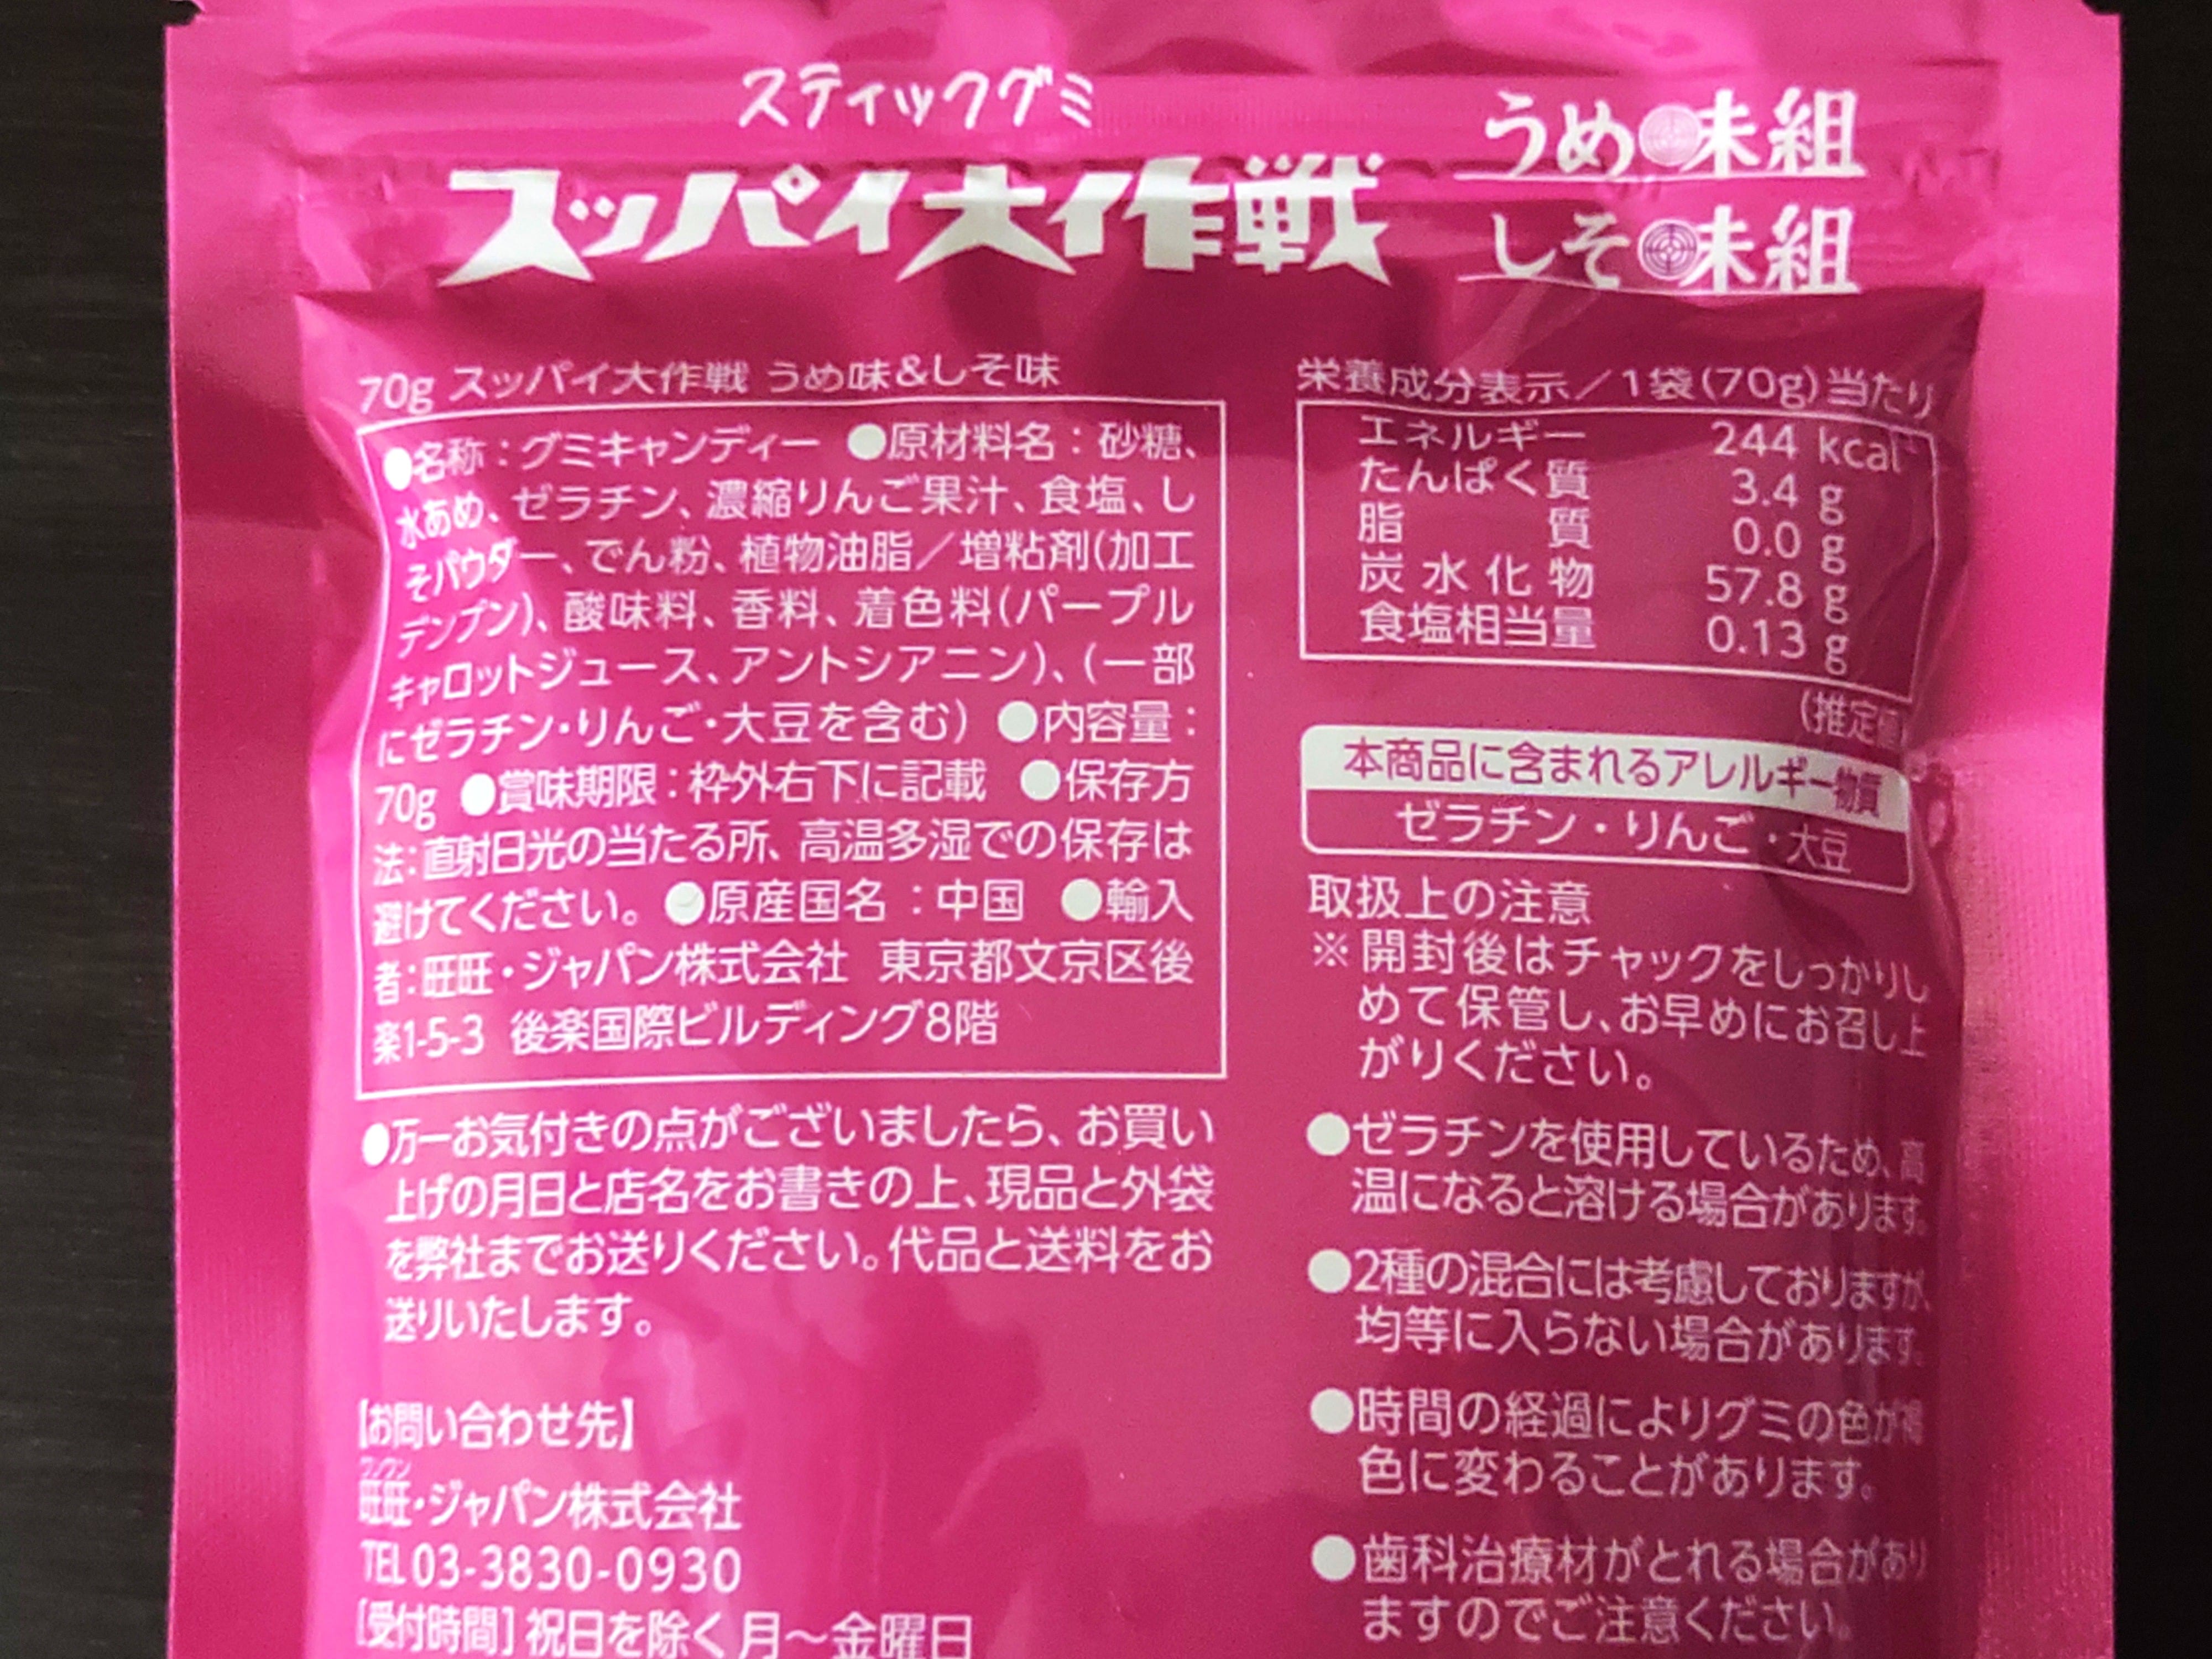 スティックグミ
スッパイ大作戦
うめ味組
しそ味組
70g スッパイ大作戦 うめ味&しそ味
●名称：グミキャンディー ●原材料名：砂糖、
水あめ、ゼラチン、濃縮りんご果汁、食塩、し
そパウダー、でん粉、植物油脂／増粘剤(加工
デンプン)、酸味料、香料、着色料(パープル
キャロットジュース、アントシアニン)、(一部
にゼラチン・りんご・大豆を含む) ●内容量：
70g ●賞味期限：枠外右下に記載 ●保存方
法：直射日光の当たる所、高温多湿での保存は
避けてください。 ●原産国名：中国 ●輸入
者：旺旺・ジャパン株式会社 東京都文京区後
楽1-5-3 後楽国際ビルディング8階
●万一お気付きの点がございましたら、お買い
上げの月日と店名をお書きの上、現品と外袋
を弊社までお送りください。代品と送料をお
送りいたします。
【お問い合わせ先】
ワンワン
旺旺・ジャパン株式会社
TEL 03-3830-0930
[受付時間] 祝日を除く月〜金曜日
栄養成分表示／1袋(70g)当たり
エネルギー 244 kcal
たんぱく質 3.4 g
脂質 0.0 g
炭水化物 57.8 g
食塩相当量 0.13 g
(推定値)
本商品に含まれるアレルギー物質
ゼラチン・りんご・大豆
取扱上の注意
※開封後はチャックをしっかりし
めて保管し、お早めにお召し上
がりください。
●ゼラチンを使用しているため、高
温になると溶ける場合があります。
●2種の混合には考慮しておりますが、
均等に入らない場合があります。
●時間の経過によりグミの色が褐
色に変わることがあります。
●歯科治療材がとれる場合があり
ますのでご注意ください。